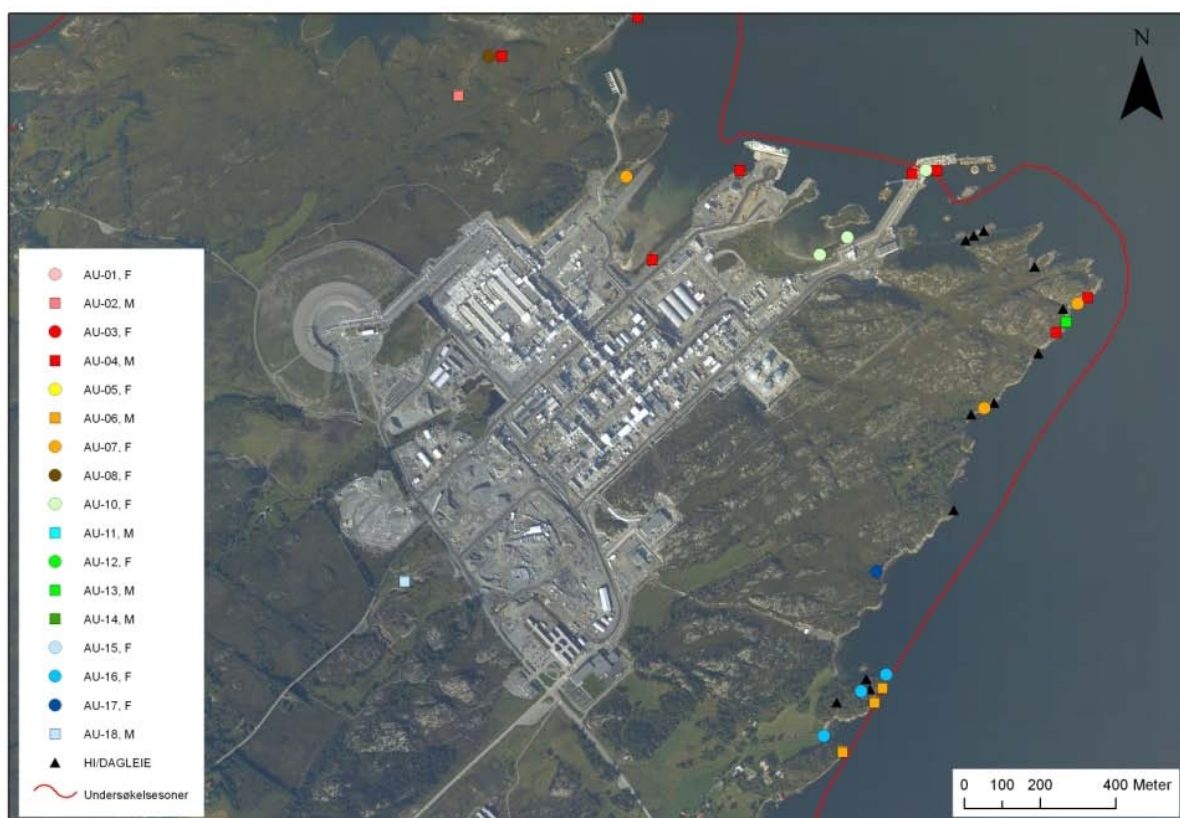 N
AU-01, F
AU-02, M
AU-03, F
AU-04, M
AU-05, F
AU-06, M
AU-07, F
AU-08, F
AU-10, F
AU-11, M
AU-12, F
AU-13, M
AU-14, M
AU-15, F
AU-16, F
AU-17, F
AU-18, M
HI/DAGLEIE
Undersøkelsesoner
0 100 200 400 Meter